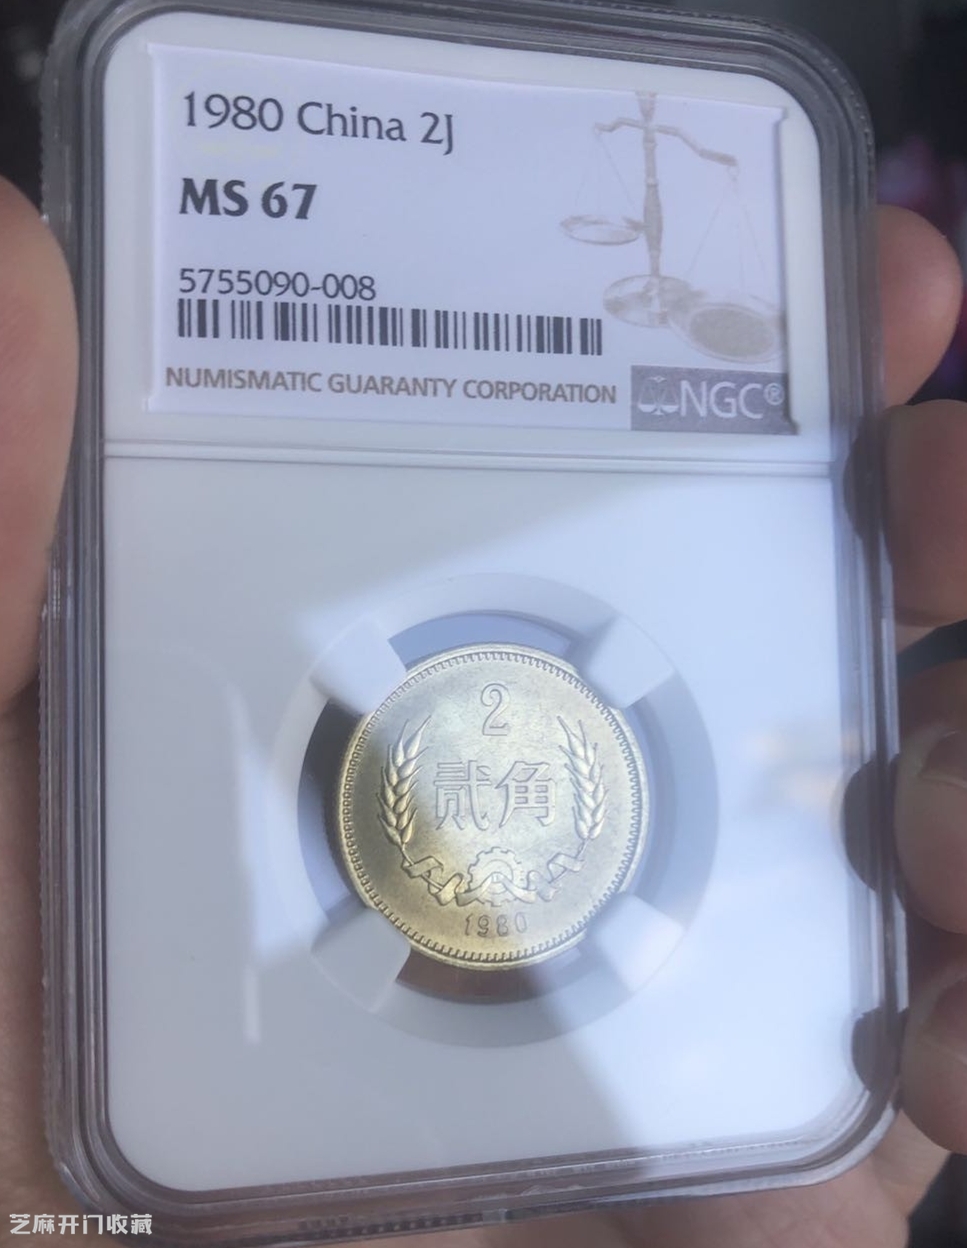 1980 China 2J
MS 67
5755090-008
NUMISMATIC GUARANTY CORPORATION
NGC®
2
贰角
1980
芝麻开门收藏